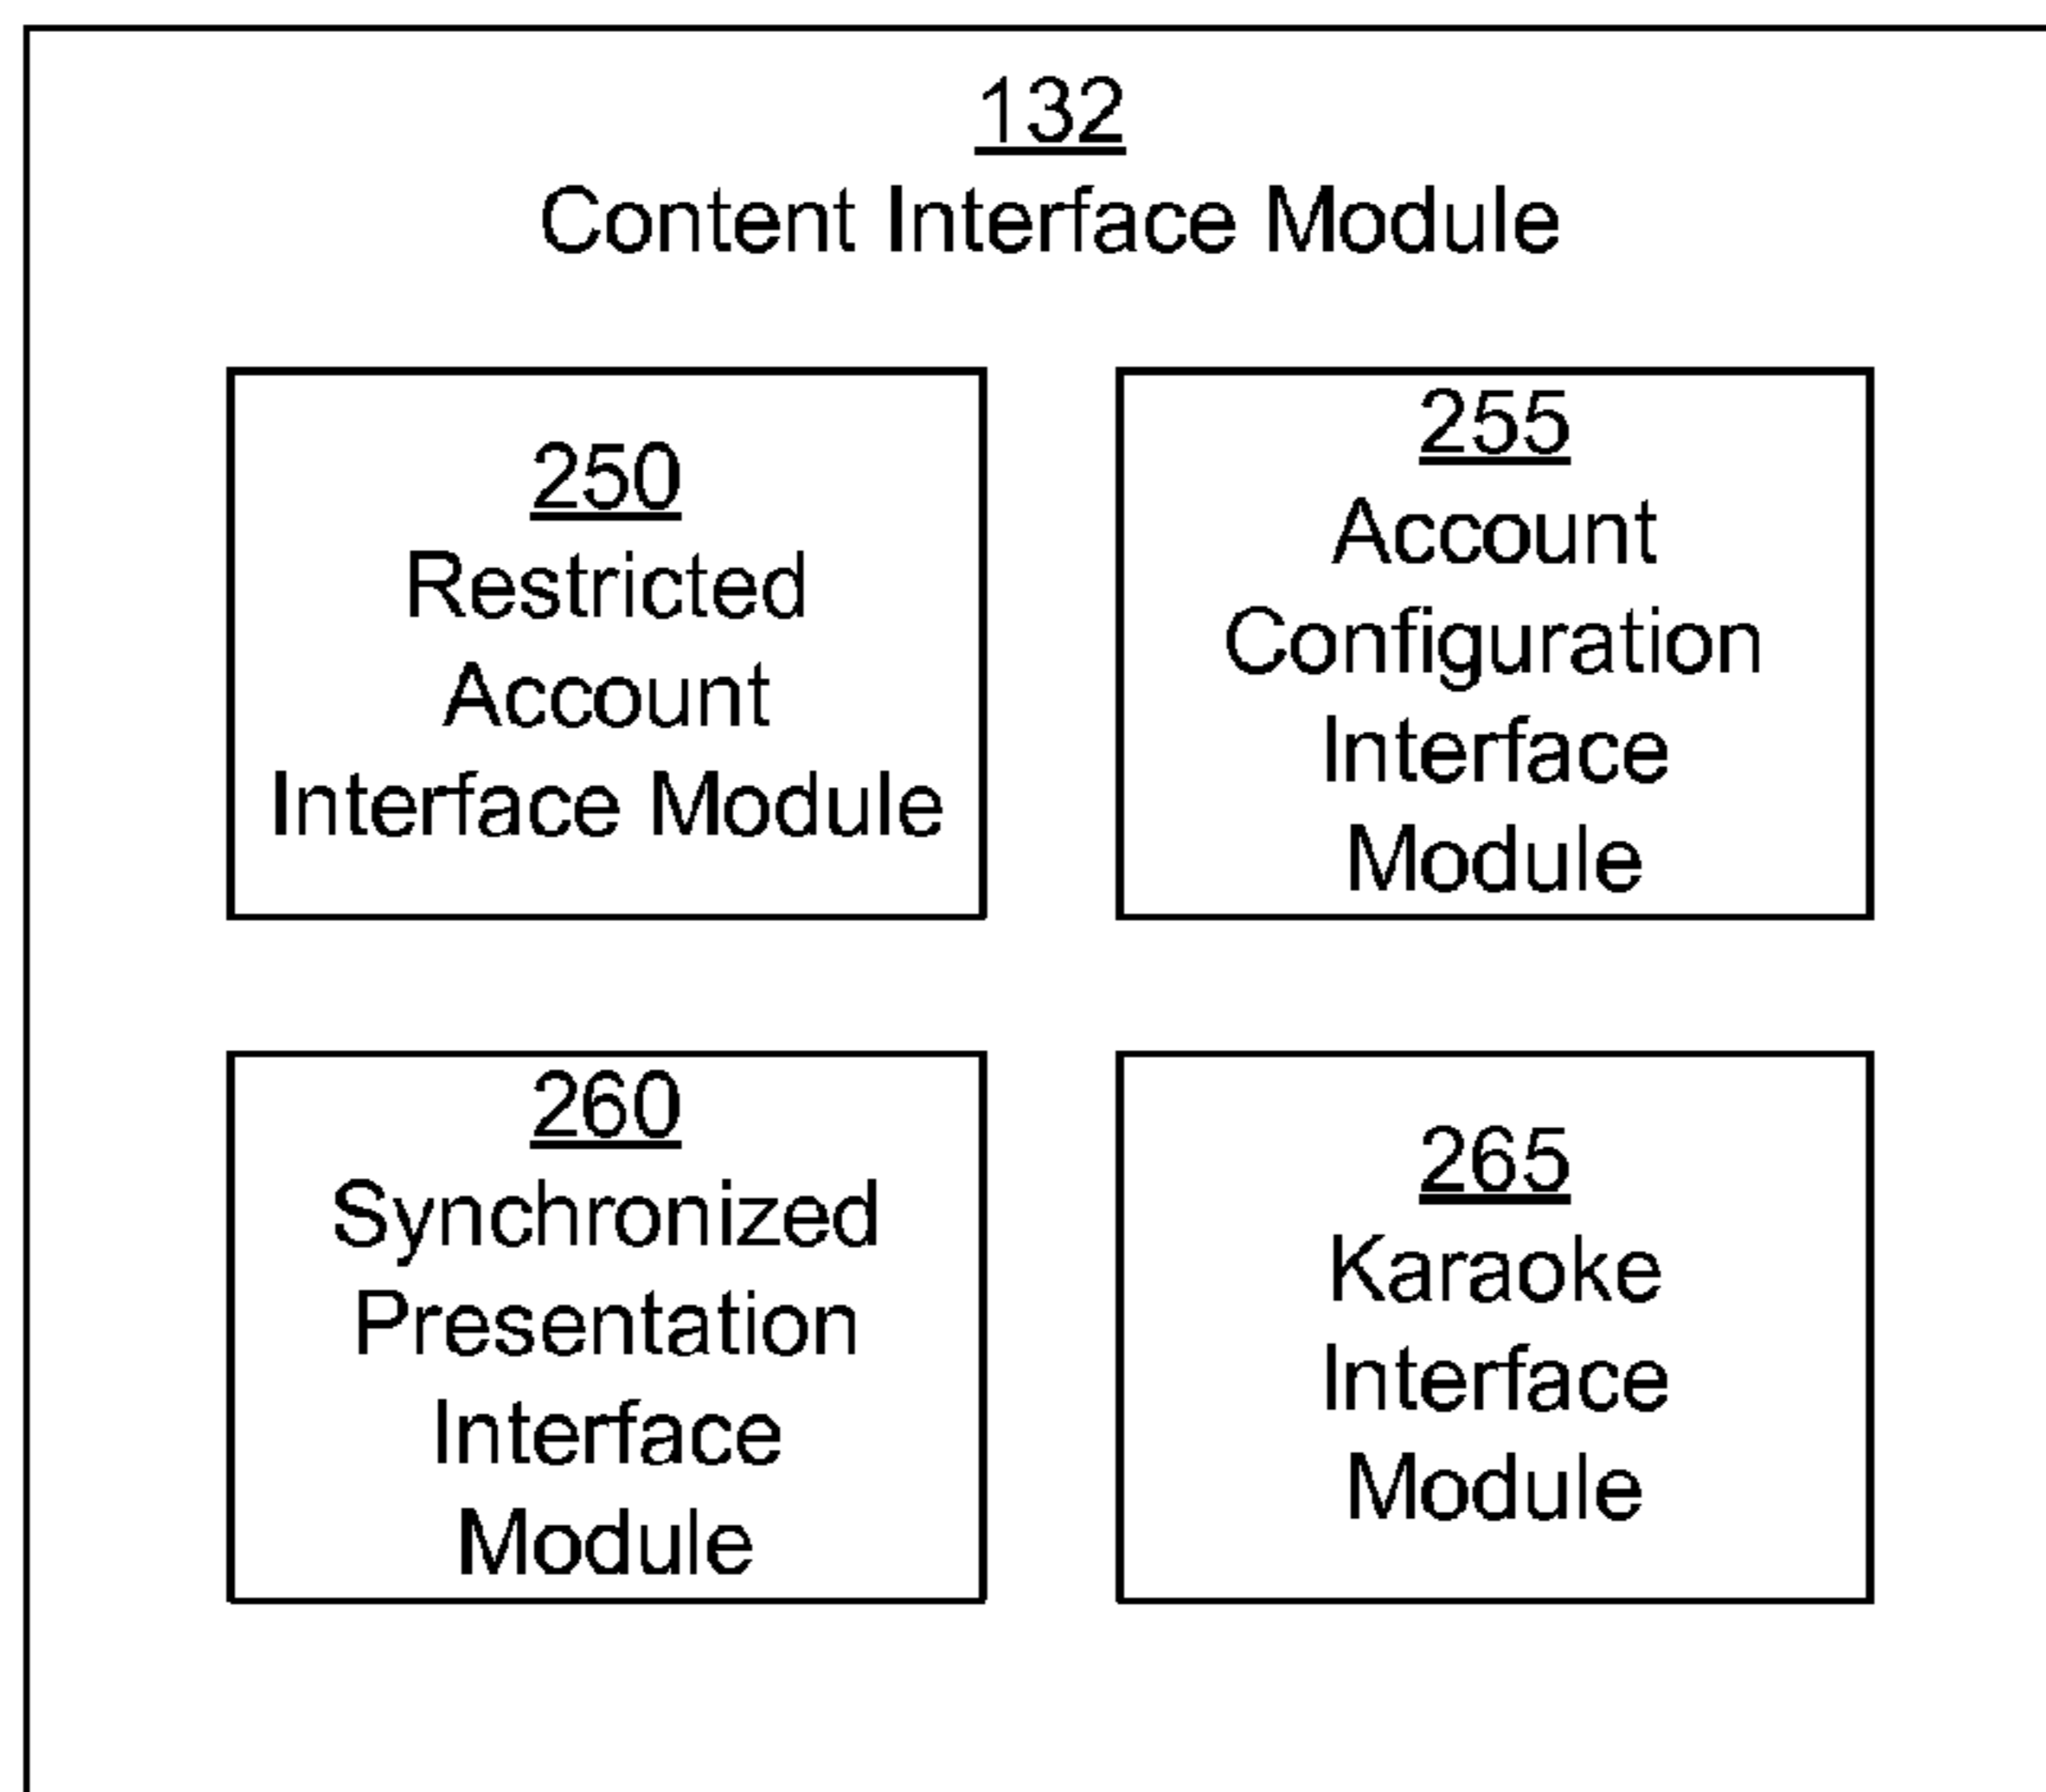 132
Content Interface Module
250
Restricted
Account
Interface Module
255
Account
Configuration
Interface
Module
260
Synchronized
Presentation
Interface
Module
265
Karaoke
Interface
Module